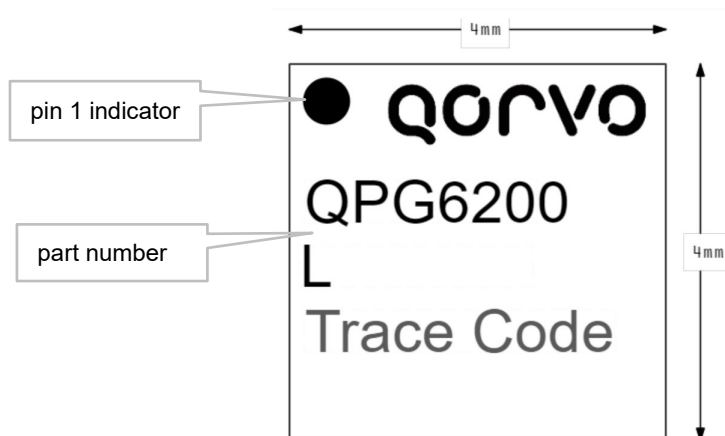 4mm
pin 1 indicator
Qorvo
QPG6200
part number
4mm
L
Trace Code